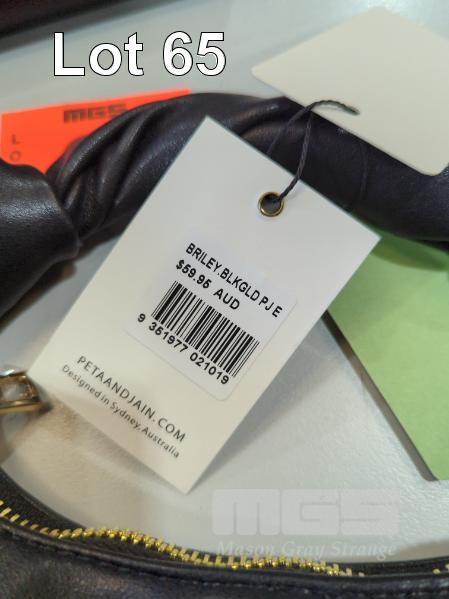 Lot 65
MGS
L
O
BRILEY.BLKGLD P J E
$59.95 AUD
9 351977 021019
PETAANDJAIN.COM
Designed in Sydney, Australia
MGS
Mason Gray Strange